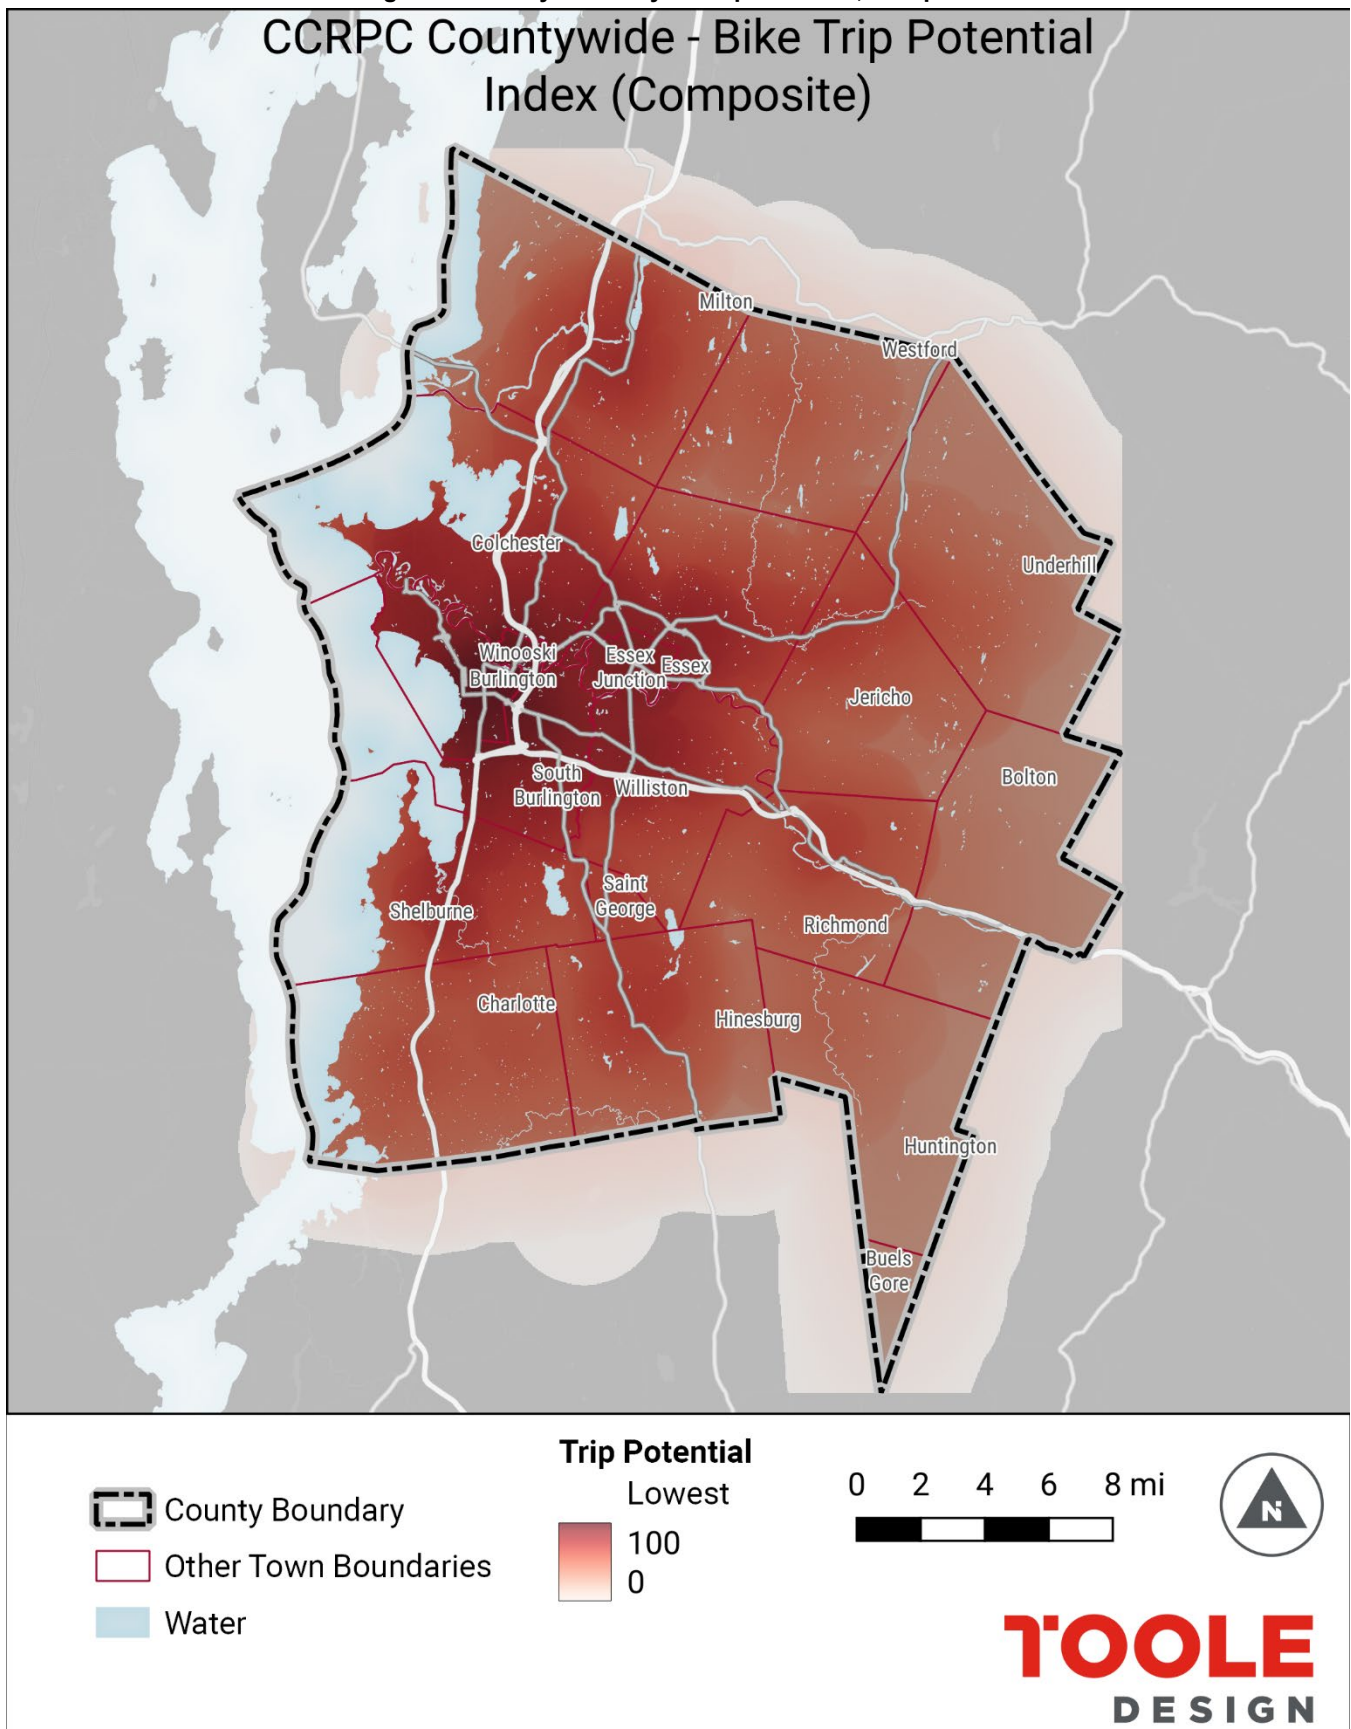 CCRPC Countywide - Bike Trip Potential
Index (Composite)
Milton
Westford
Underhill
Colchester
Winooski
Burlington
Essex
Junction
Essex
Jericho
Bolton
South
Burlington
Williston
Saint
George
Shelburne
Richmond
Charlotte
Hinesburg
Huntington
Buels
Gore
County Boundary
Other Town Boundaries
Water
Trip Potential
Lowest
100
0
0 2 4 6 8 mi
N
TOOLE
DESIGN